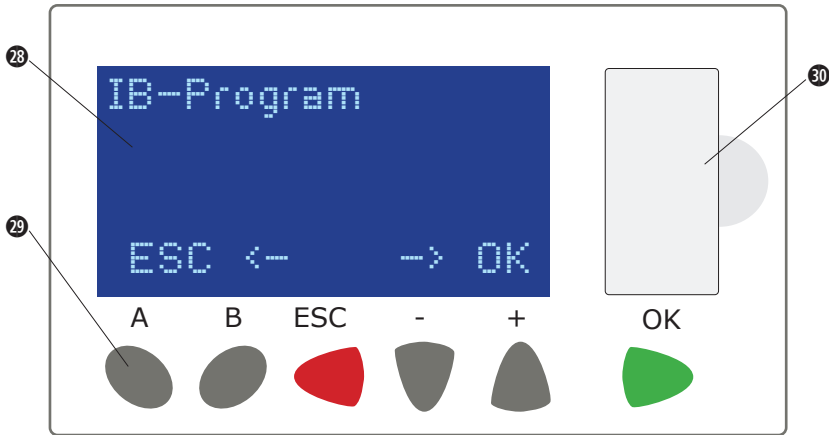 28
IB-Program
30
29
ESC <- -> OK
A B ESC - + OK